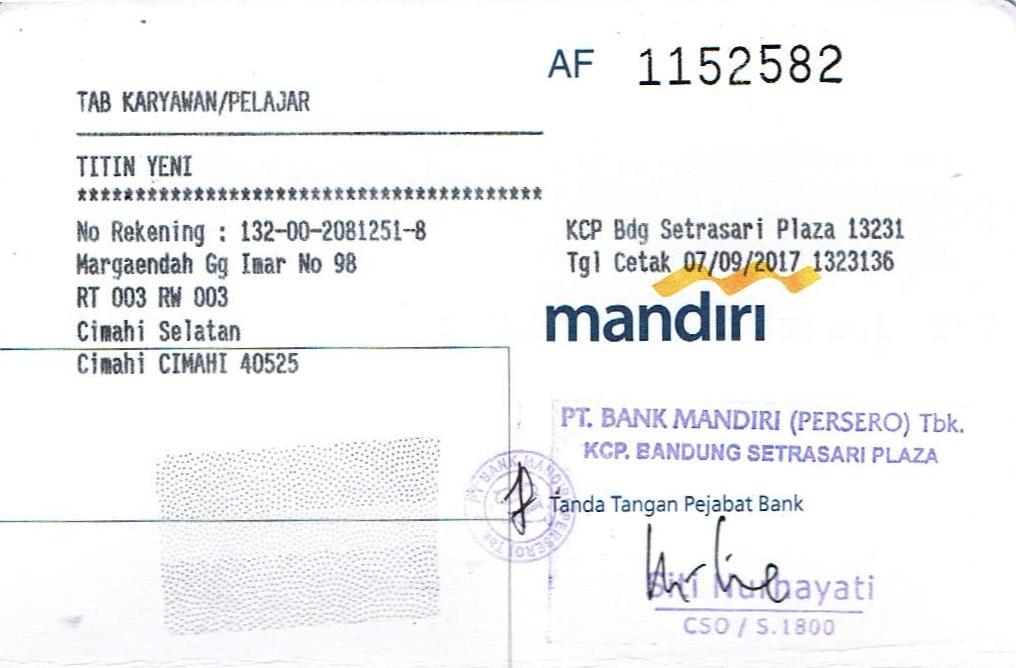 AF 1152582
TAB KARYAWAN/PELAJAR
TITIN YENI
****************************************
No Rekening : 132-00-2081251-8
Margaendah Gg Imar No 98
RT 003 RW 003
Cimahi Selatan
Cimahi CIMAHI 40525
KCP Bdg Setrasari Plaza 13231
Tgl Cetak 07/09/2017 1323136
mandiri
PT. BANK MANDIRI (PERSERO) Tbk.
KCP. BANDUNG SETRASARI PLAZA
PT BANK MANDIRI (PERSERO) Tbk
Tanda Tangan Pejabat Bank
Siti Nurhayati
CSO / S.1800